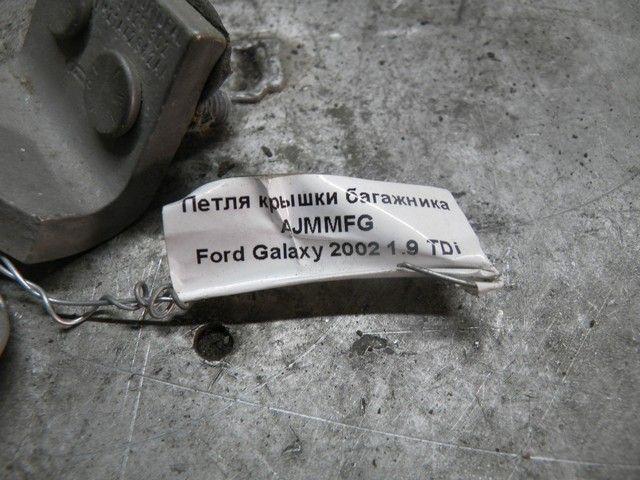 Петля крышки багажника
AJMMFG
Ford Galaxy 2002 1.9 TDi